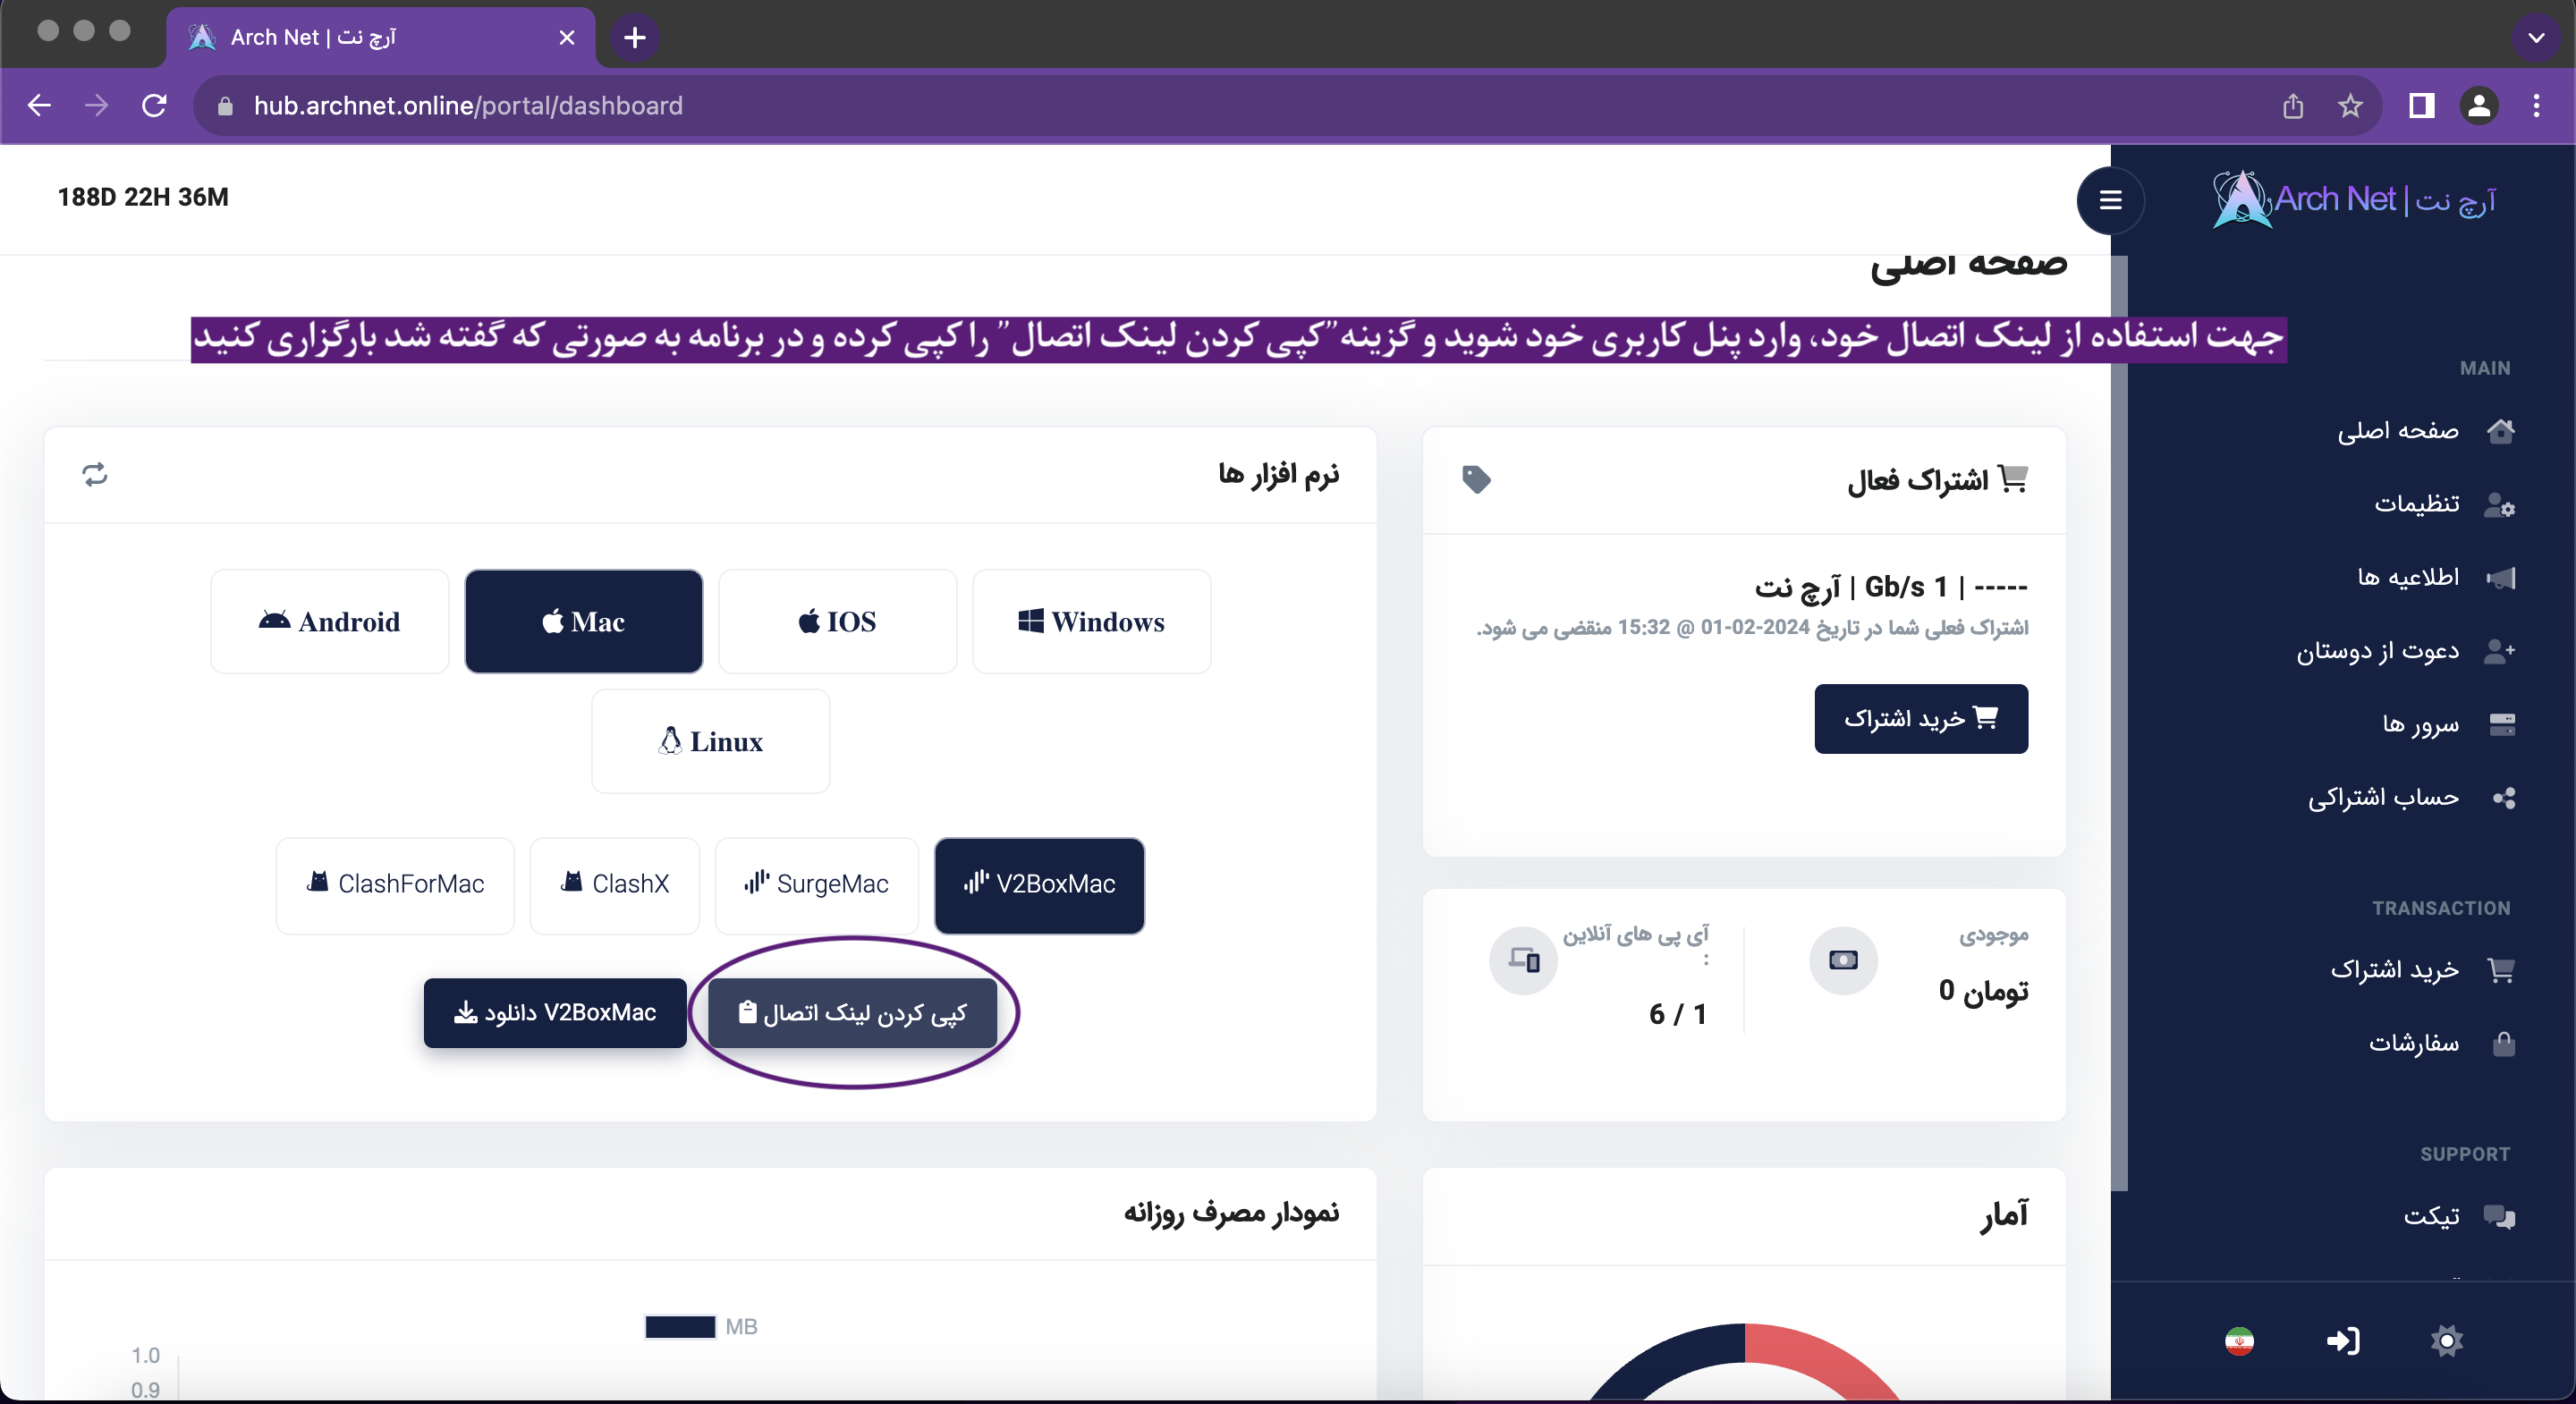 Arch Net | آرچ نت
hub.archnet.online/portal/dashboard
188D 22H 36M
Arch Net | آرچ نت
صفحه اصلی
جهت استفاده از لینک اتصال خود، وارد پنل کاربری خود شوید و گزینه”کپی کردن لینک اتصال” را کپی کرده و در برنامه به صورتی که گفته شد بارگزاری کنید
MAIN
صفحه اصلی
تنظیمات
اطلاعیه ها
دعوت از دوستان
سرور ها
حساب اشتراکی
TRANSACTION
خرید اشتراک
سفارشات
SUPPORT
تیکت
اشتراک فعال
----- | 1 Gb/s | آرچ نت
اشتراک فعلی شما در تاریخ 2024-02-01 @ 15:32 منقضی می شود.
خرید اشتراک
موجودی
0 تومان
آی پی های آنلاین
:
6 / 1
نرم افزار ها
Android
Mac
IOS
Windows
Linux
ClashForMac
ClashX
SurgeMac
V2BoxMac
کپی کردن لینک اتصال
دانلود V2BoxMac
آمار
نمودار مصرف روزانه
MB
1.0
0.9